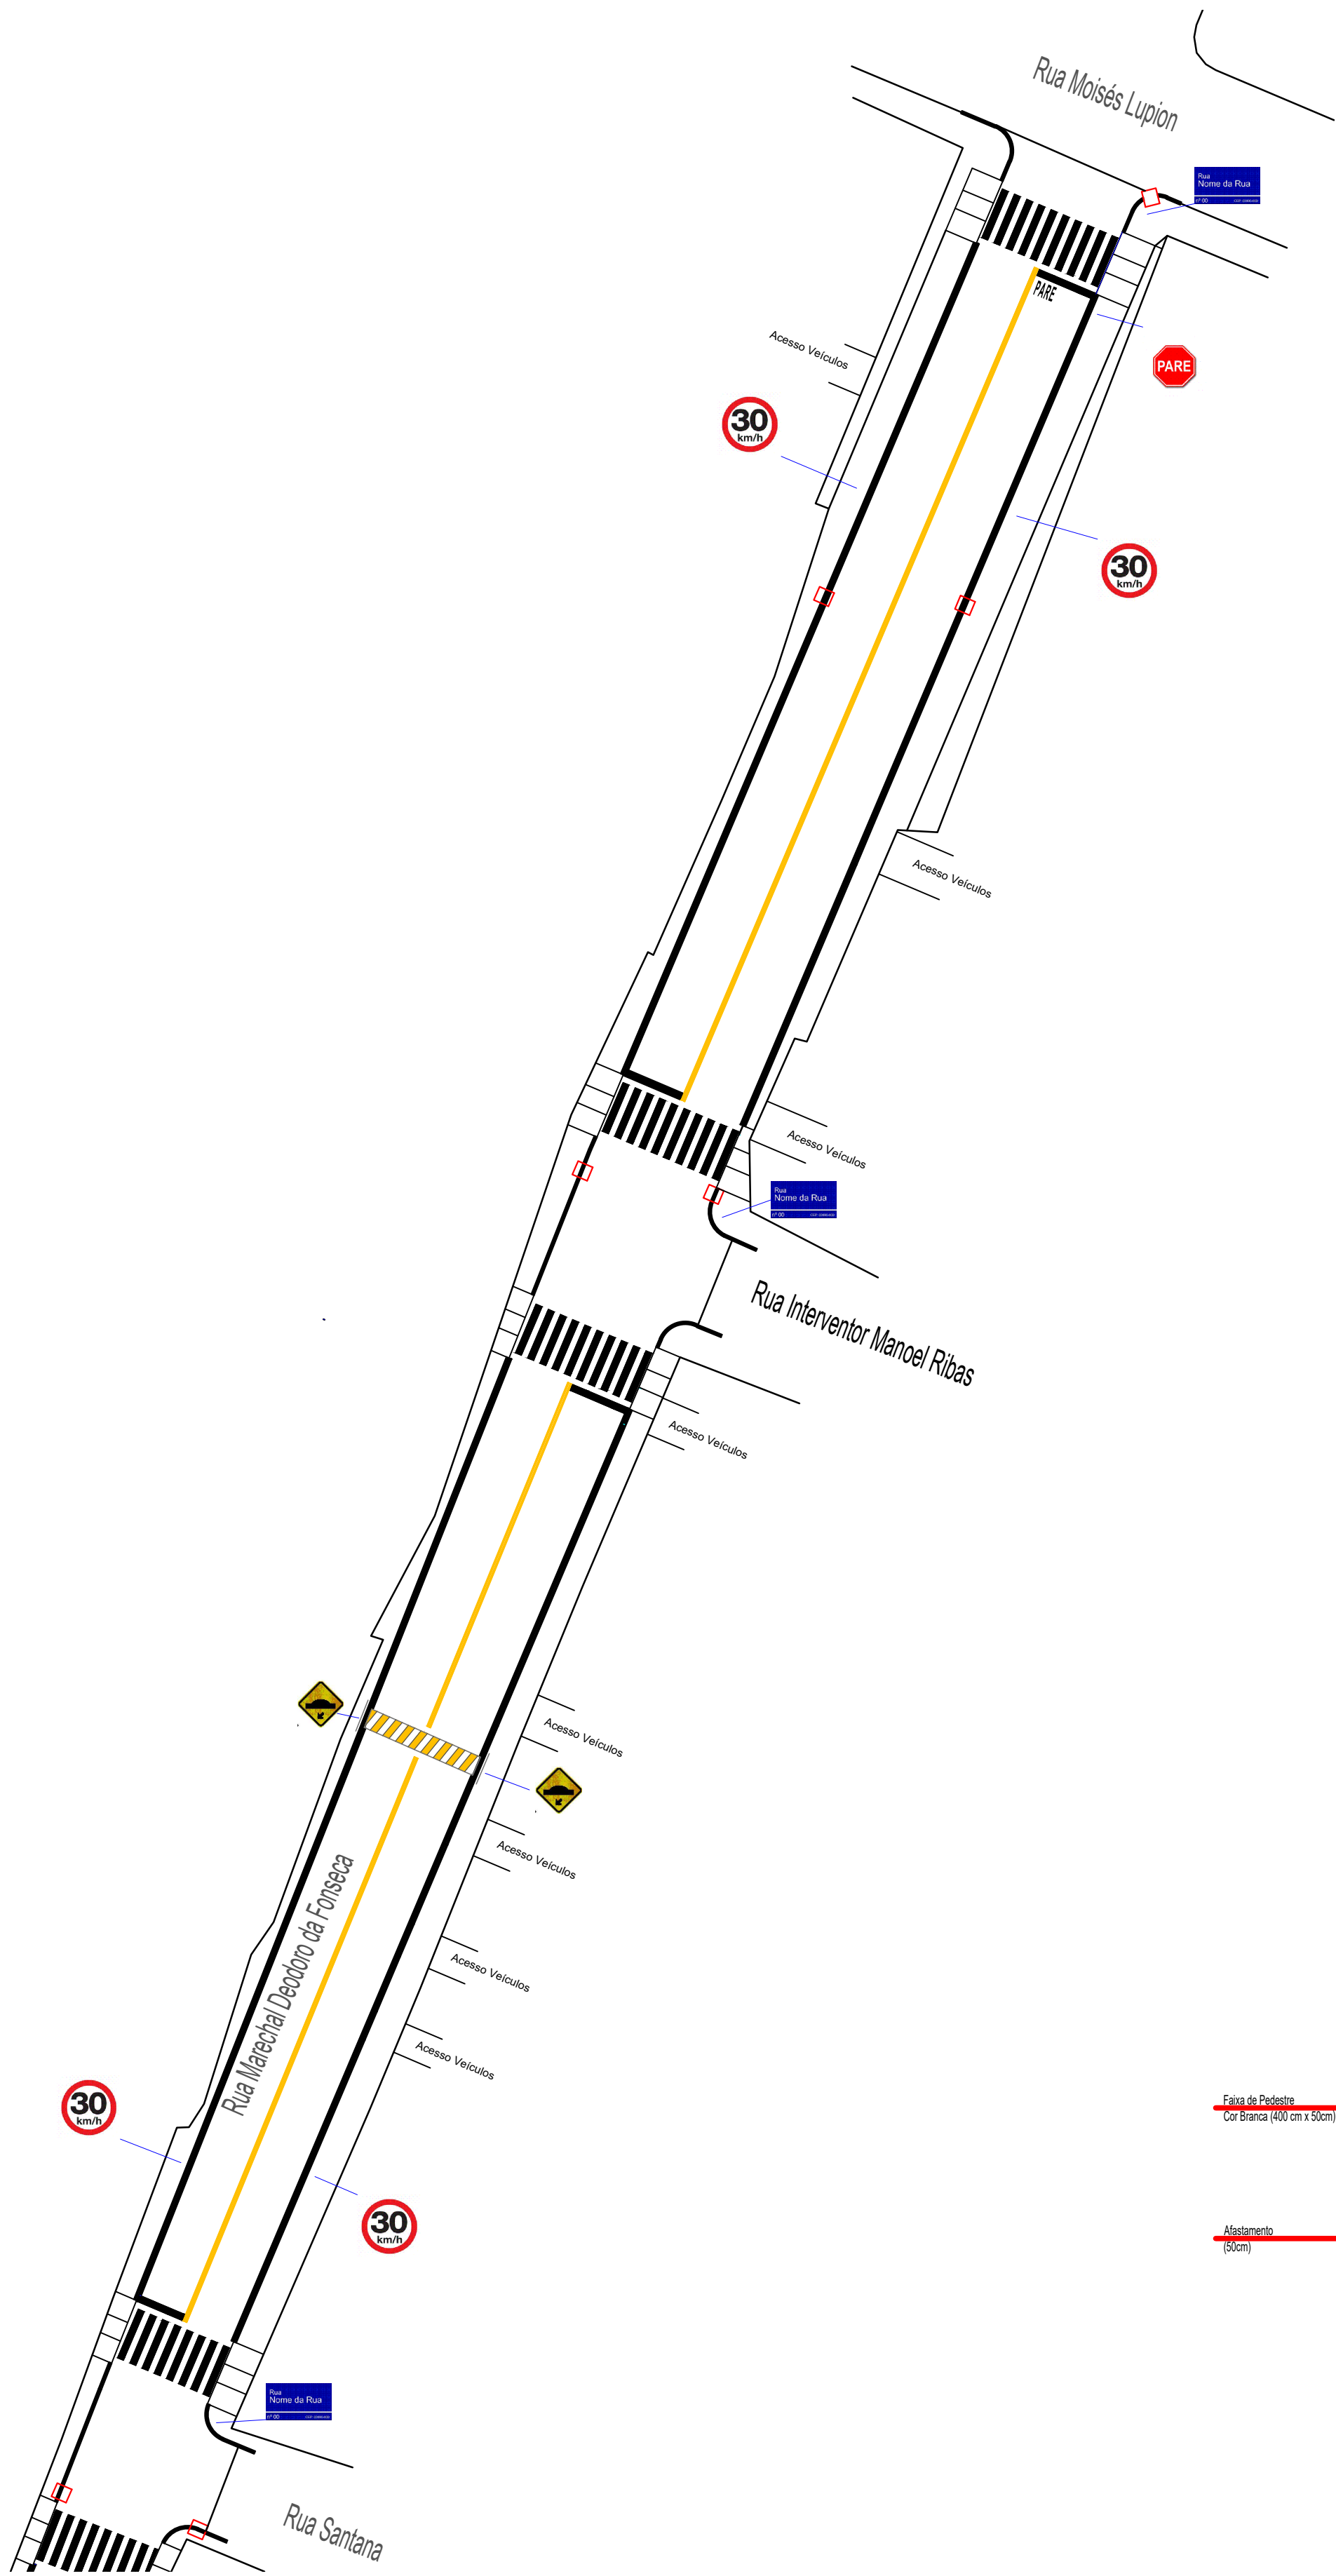 Rua Moisés Lupion
Rua
Nome da Rua
nº 00
PARE
Acesso Veículos
PARE
30
km/h
30
km/h
Acesso Veículos
Acesso Veículos
Rua
Nome da Rua
nº 00
Rua Interventor Manoel Ribas
Acesso Veículos
Acesso Veículos
Acesso Veículos
Rua Marechal Deodoro da Fonseca
Acesso Veículos
Acesso Veículos
30
km/h
Faixa de Pedestre
Cor Branca (400 cm x 50cm)
30
km/h
Afastamento
(50cm)
Rua
Nome da Rua
nº 00
Rua Santana